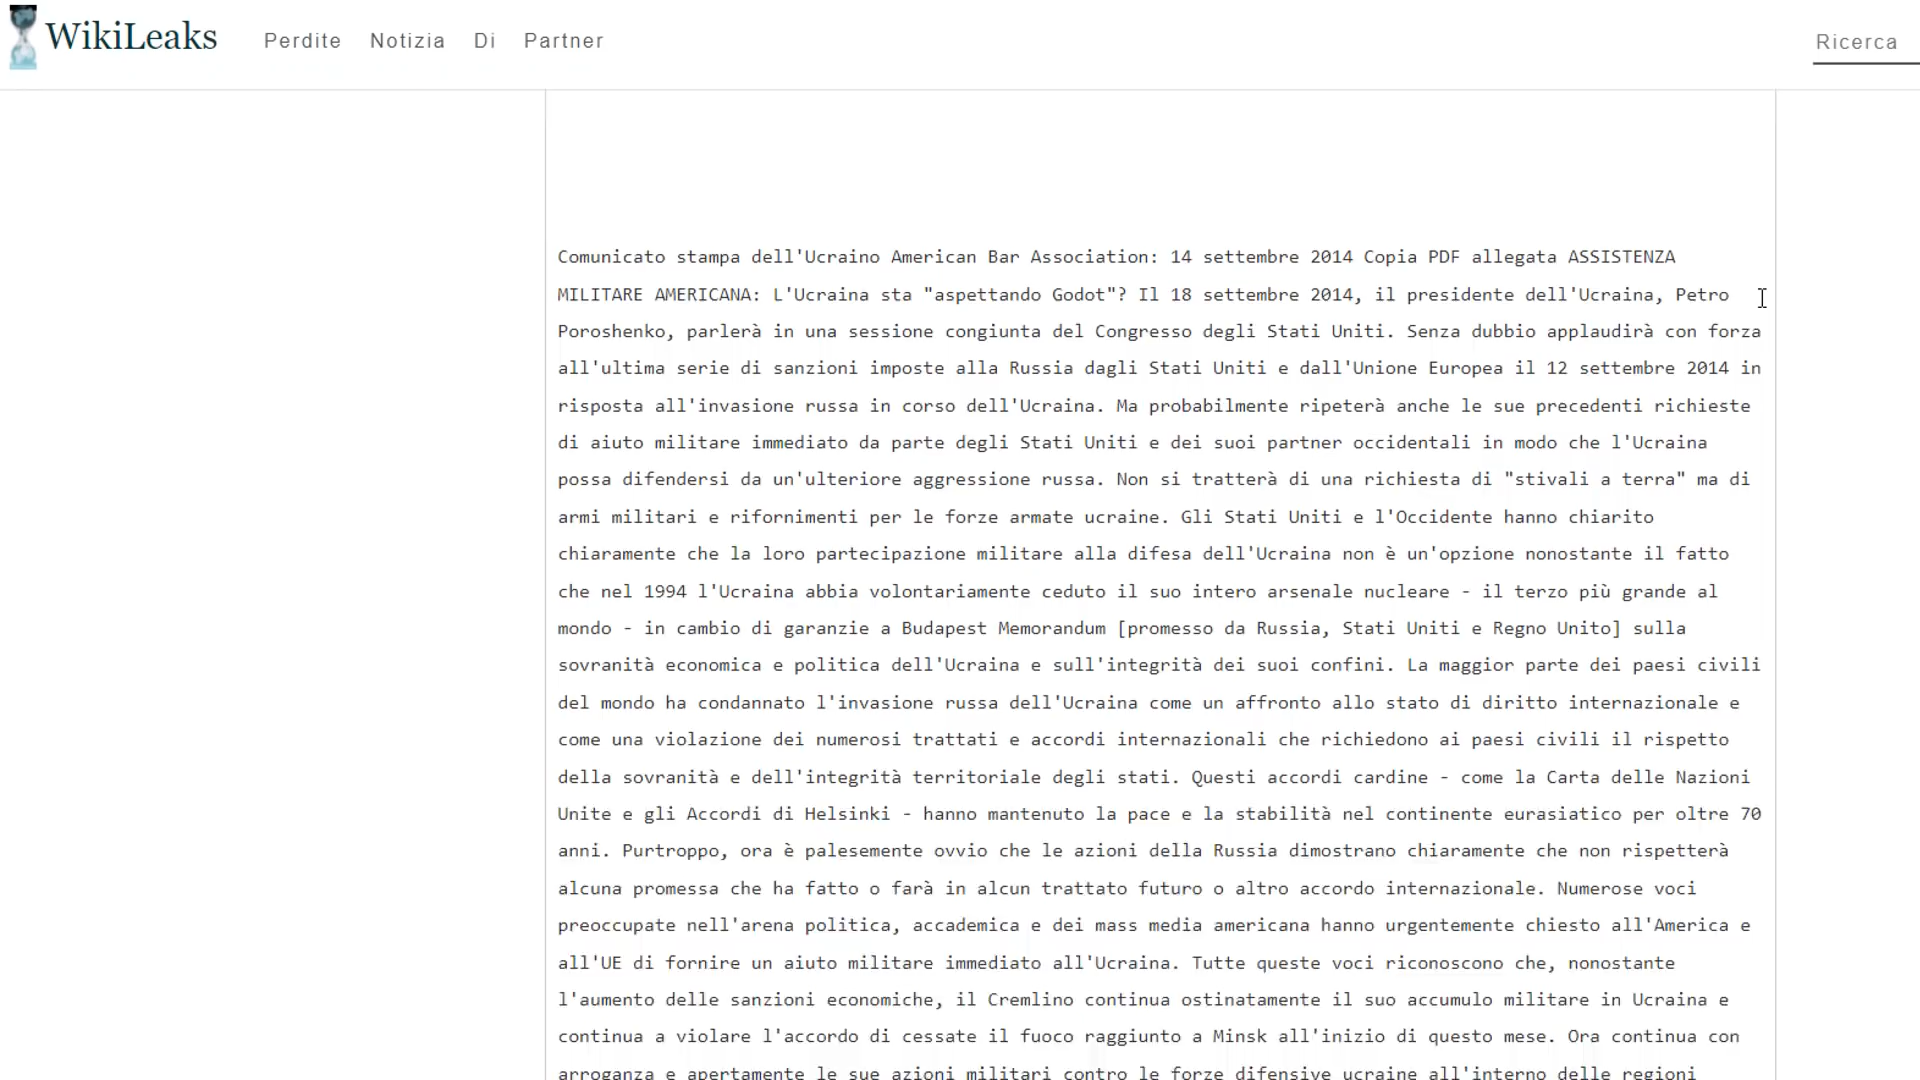 WikiLeaks
Perdite Notizia Di Partner
Ricerca
Comunicato stampa dell'Ucraino American Bar Association: 14 settembre 2014 Copia PDF allegata ASSISTENZA
MILITARE AMERICANA: L'Ucraina sta "aspettando Godot"? Il 18 settembre 2014, il presidente dell'Ucraina, Petro
Poroshenko, parlerà in una sessione congiunta del Congresso degli Stati Uniti. Senza dubbio applaudirà con forza
all'ultima serie di sanzioni imposte alla Russia dagli Stati Uniti e dall'Unione Europea il 12 settembre 2014 in
risposta all'invasione russa in corso dell'Ucraina. Ma probabilmente ripeterà anche le sue precedenti richieste
di aiuto militare immediato da parte degli Stati Uniti e dei suoi partner occidentali in modo che l'Ucraina
possa difendersi da un'ulteriore aggressione russa. Non si tratterà di una richiesta di "stivali a terra" ma di
armi militari e rifornimenti per le forze armate ucraine. Gli Stati Uniti e l'Occidente hanno chiarito
chiaramente che la loro partecipazione militare alla difesa dell'Ucraina non è un'opzione nonostante il fatto
che nel 1994 l'Ucraina abbia volontariamente ceduto il suo intero arsenale nucleare - il terzo più grande al
mondo - in cambio di garanzie a Budapest Memorandum [promesso da Russia, Stati Uniti e Regno Unito] sulla
sovranità economica e politica dell'Ucraina e sull'integrità dei suoi confini. La maggior parte dei paesi civili
del mondo ha condannato l'invasione russa dell'Ucraina come un affronto allo stato di diritto internazionale e
come una violazione dei numerosi trattati e accordi internazionali che richiedono ai paesi civili il rispetto
della sovranità e dell'integrità territoriale degli stati. Questi accordi cardine - come la Carta delle Nazioni
Unite e gli Accordi di Helsinki - hanno mantenuto la pace e la stabilità nel continente eurasiatico per oltre 70
anni. Purtroppo, ora è palesemente ovvio che le azioni della Russia dimostrano chiaramente che non rispetterà
alcuna promessa che ha fatto o farà in alcun trattato futuro o altro accordo internazionale. Numerose voci
preoccupate nell'arena politica, accademica e dei mass media americana hanno urgentemente chiesto all'America e
all'UE di fornire un aiuto militare immediato all'Ucraina. Tutte queste voci riconoscono che, nonostante
l'aumento delle sanzioni economiche, il Cremlino continua ostinatamente il suo accumulo militare in Ucraina e
continua a violare l'accordo di cessate il fuoco raggiunto a Minsk all'inizio di questo mese. Ora continua con
arroganza e apertamente le sue azioni militari contro le forze difensive ucraine all'interno delle regioni